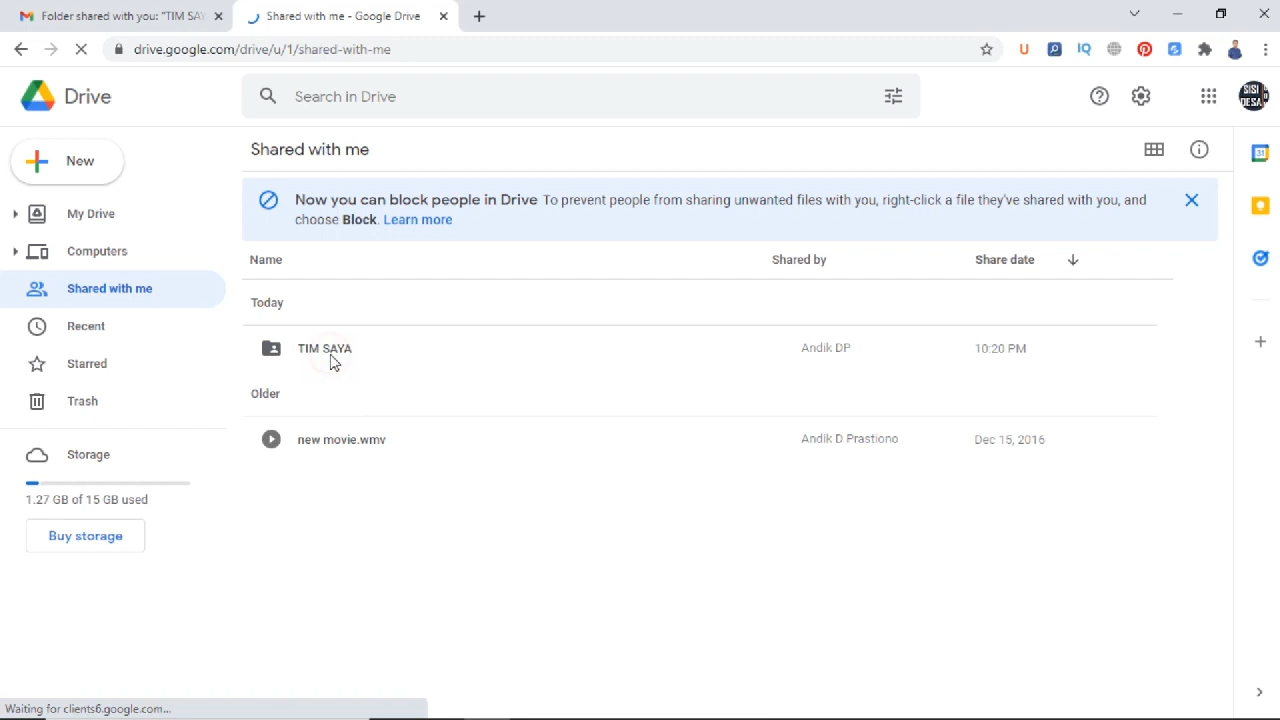 Folder shared with you: "TIM SAY
Shared with me - Google Drive
drive.google.com/drive/u/1/shared-with-me
U
IQ
Drive
Search in Drive
SISI
DESA
New
Shared with me
31
Now you can block people in Drive To prevent people from sharing unwanted files with you, right-click a file they've shared with you, and
choose Block. Learn more
My Drive
Computers
Name Shared by Share date
Shared with me
Today
Recent
TIM SAYA Andik DP 10:20 PM
Starred
Older
Trash
new movie.wmv Andik D Prastiono Dec 15, 2016
Storage
1.27 GB of 15 GB used
Buy storage
Waiting for clients6.google.com...